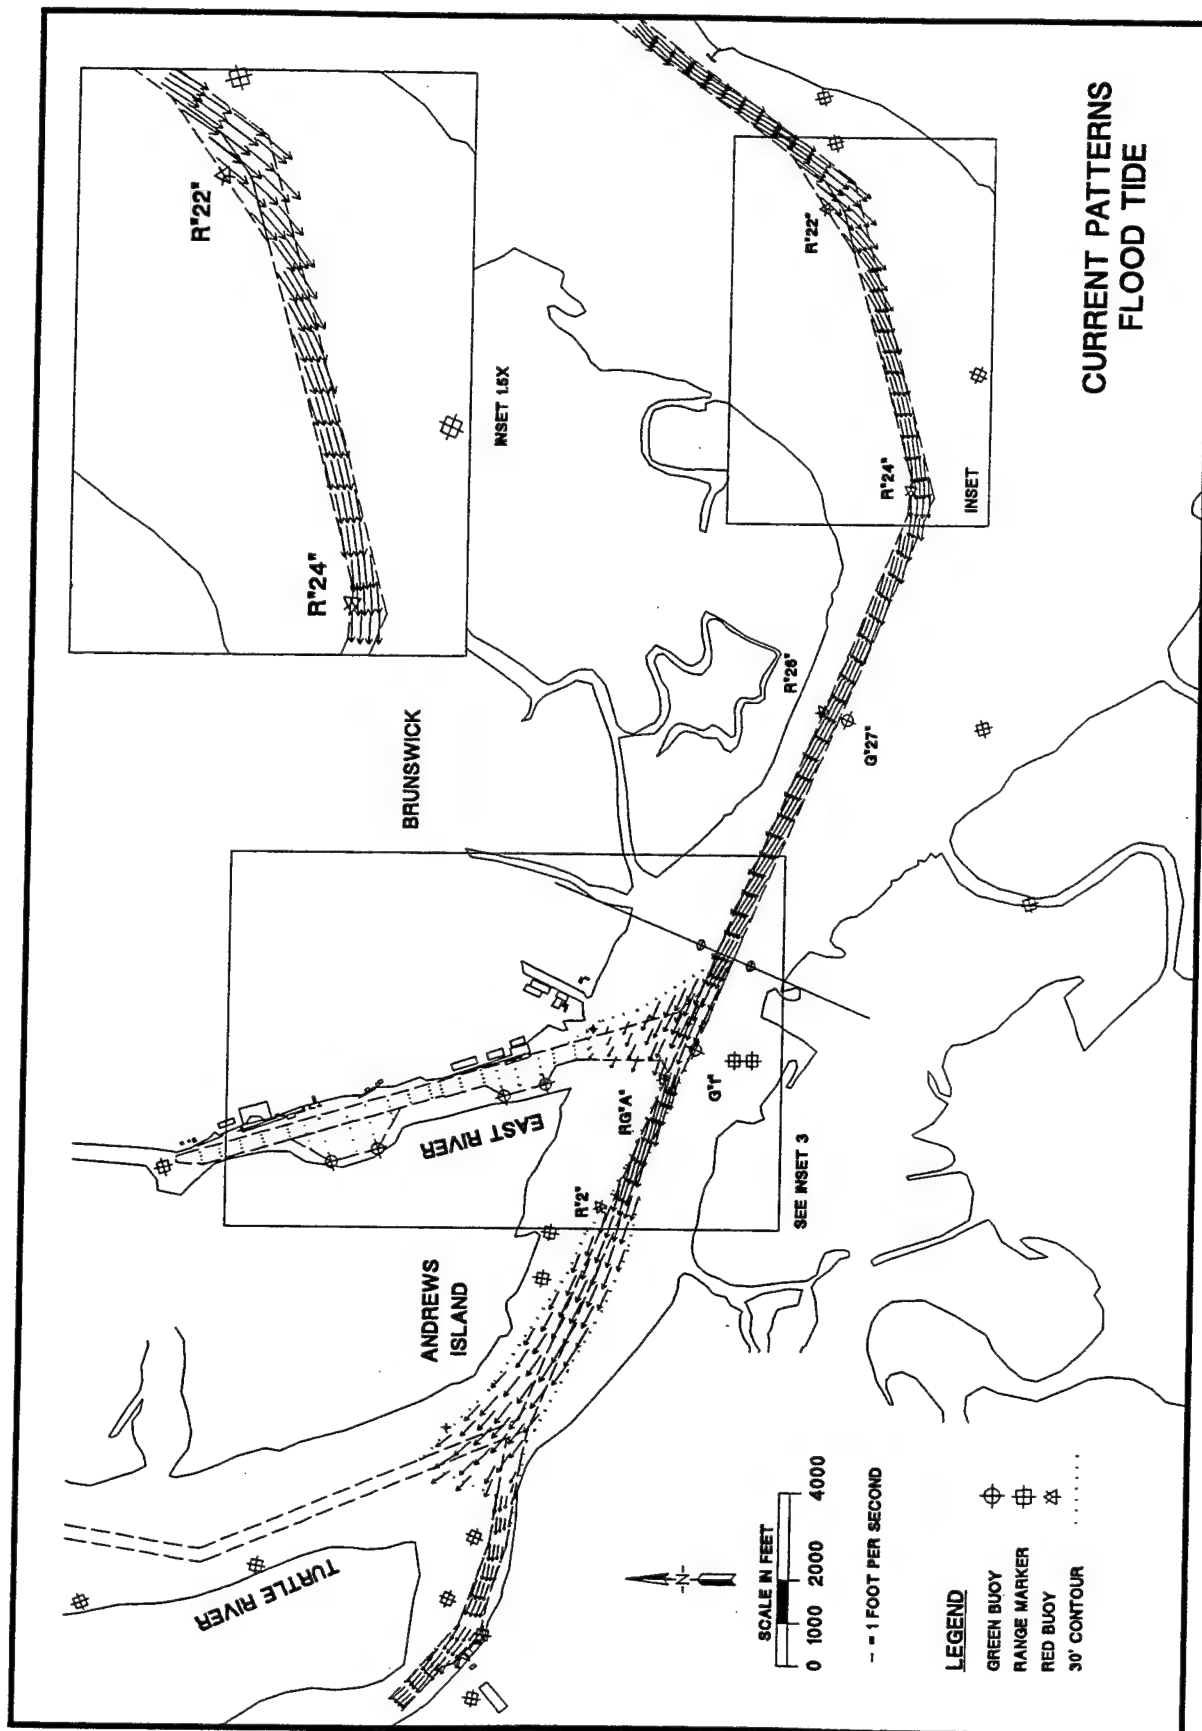 R"22"
R"24"
INSET 1.5X
BRUNSWICK
R"22"
R"24"
INSET
R"26"
G"27"
CURRENT PATTERNS
FLOOD TIDE
EAST RIVER
RG"A"
G"1"
R"2"
SEE INSET 3
ANDREWS
ISLAND
TURTLE RIVER
-N-
SCALE IN FEET
0 1000 2000 4000
-- = 1 FOOT PER SECOND
LEGEND
GREEN BUOY
RANGE MARKER
RED BUOY
30' CONTOUR